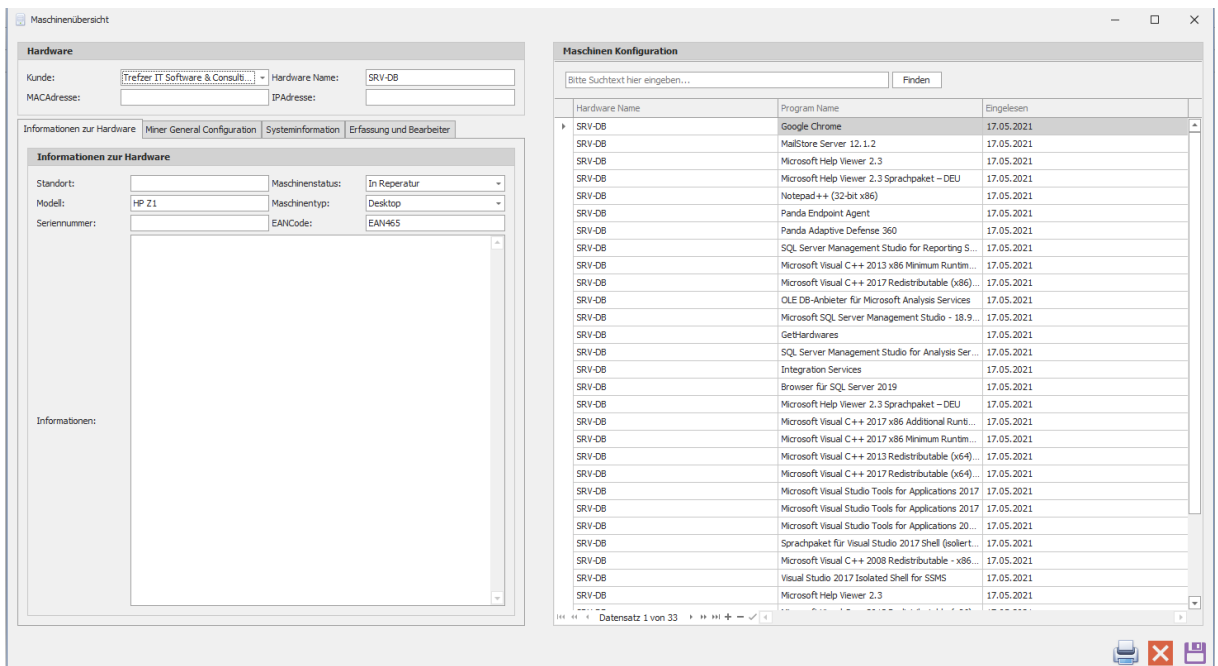 Maschinenübersicht
Hardware
Kunde: Trefzer IT Software & Consulti... Hardware Name: SRV-DB
MACAdresse: IPAdresse:
Informationen zur Hardware Miner General Configuration Systeminformation Erfassung und Bearbeiter
Informationen zur Hardware
Standort: Maschinenstatus: In Reperatur
Modell: HP Z1 Maschinentyp: Desktop
Seriennummer: EANCode: EAN465
Informationen:
Maschinen Konfiguration
Bitte Suchtext hier eingeben... Finden
Hardware Name Program Name Eingelesen
SRV-DB Google Chrome 17.05.2021
SRV-DB MailStore Server 12.1.2 17.05.2021
SRV-DB Microsoft Help Viewer 2.3 17.05.2021
SRV-DB Microsoft Help Viewer 2.3 Sprachpaket – DEU 17.05.2021
SRV-DB Notepad++ (32-bit x86) 17.05.2021
SRV-DB Panda Endpoint Agent 17.05.2021
SRV-DB Panda Adaptive Defense 360 17.05.2021
SRV-DB SQL Server Management Studio for Reporting S... 17.05.2021
SRV-DB Microsoft Visual C++ 2013 x86 Minimum Runtim... 17.05.2021
SRV-DB Microsoft Visual C++ 2017 Redistributable (x86)... 17.05.2021
SRV-DB OLE DB-Anbieter für Microsoft Analysis Services 17.05.2021
SRV-DB Microsoft SQL Server Management Studio - 18.9... 17.05.2021
SRV-DB GetHardwares 17.05.2021
SRV-DB SQL Server Management Studio for Analysis Ser... 17.05.2021
SRV-DB Integration Services 17.05.2021
SRV-DB Browser für SQL Server 2019 17.05.2021
SRV-DB Microsoft Help Viewer 2.3 Sprachpaket – DEU 17.05.2021
SRV-DB Microsoft Visual C++ 2017 x86 Additional Runti... 17.05.2021
SRV-DB Microsoft Visual C++ 2017 x86 Minimum Runtim... 17.05.2021
SRV-DB Microsoft Visual C++ 2013 Redistributable (x64)... 17.05.2021
SRV-DB Microsoft Visual C++ 2017 Redistributable (x64)... 17.05.2021
SRV-DB Microsoft Visual Studio Tools for Applications 2017 17.05.2021
SRV-DB Microsoft Visual Studio Tools for Applications 2017 17.05.2021
SRV-DB Microsoft Visual Studio Tools for Applications 20... 17.05.2021
SRV-DB Sprachpaket für Visual Studio 2017 Shell (isoliert... 17.05.2021
SRV-DB Microsoft Visual C++ 2008 Redistributable - x86... 17.05.2021
SRV-DB Visual Studio 2017 Isolated Shell for SSMS 17.05.2021
SRV-DB Microsoft Help Viewer 2.3 17.05.2021
Datensatz 1 von 33